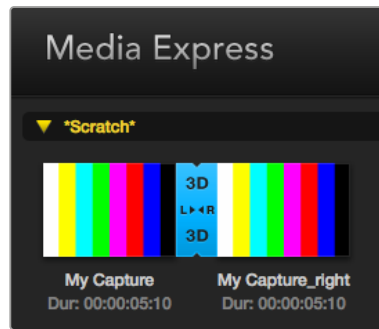 Media Express
*Scratch*
3D
L R
3D
My Capture
My Capture_right
Dur: 00:00:05:10
Dur: 00:00:05:10